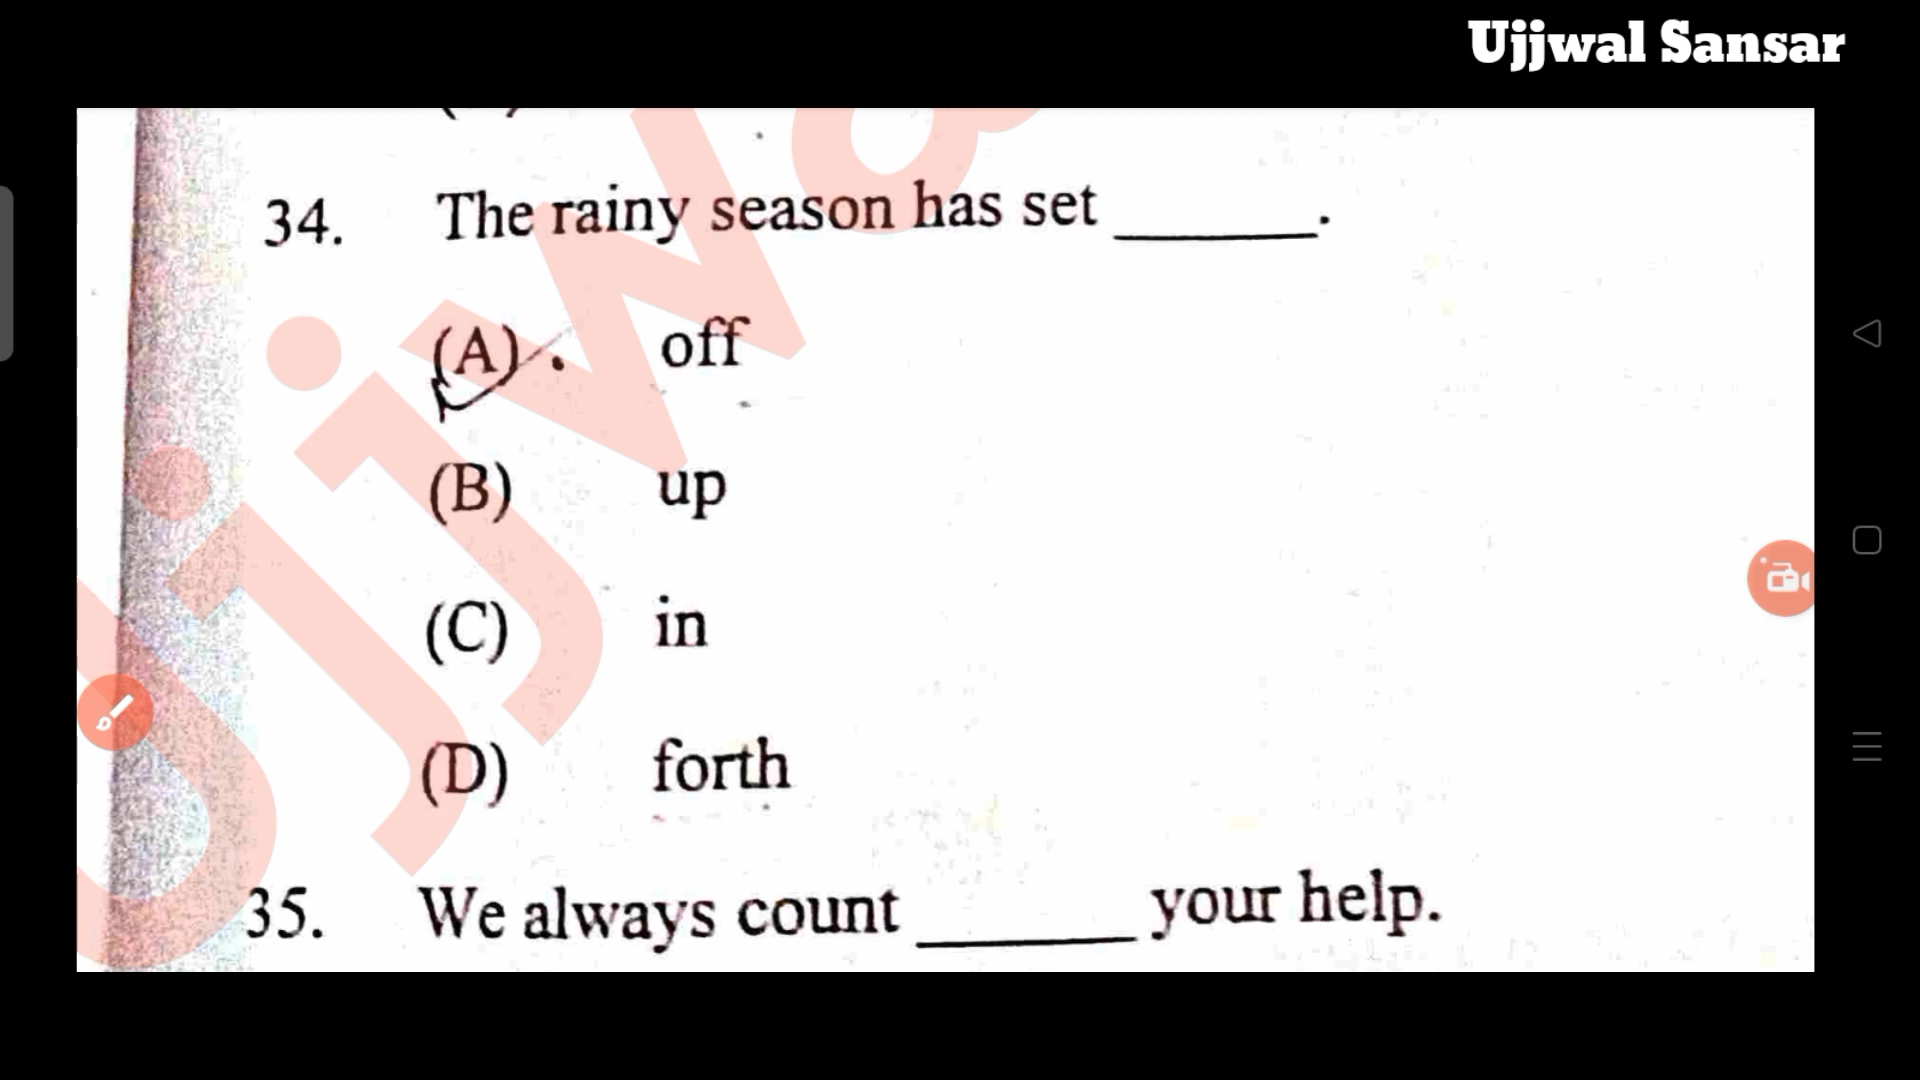 Ujjwal Sansar
34. The rainy season has set ______.
(A) . off
(B) up
(C) in
(D) forth
35. We always count ______ your help.
Ujjwa